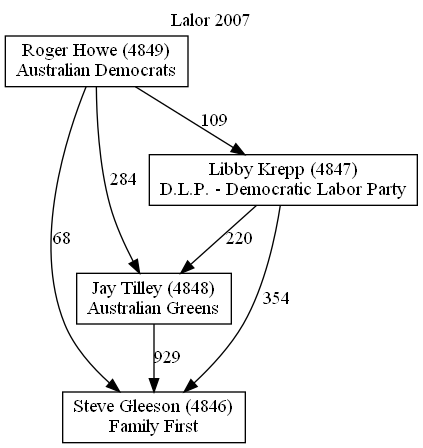 Lalor 2007
Roger Howe (4849)
Australian Democrats
109
Libby Krepp (4847)
D.L.P. - Democratic Labor Party
284
68
220
Jay Tilley (4848)
Australian Greens
354
929
Steve Gleeson (4846)
Family First